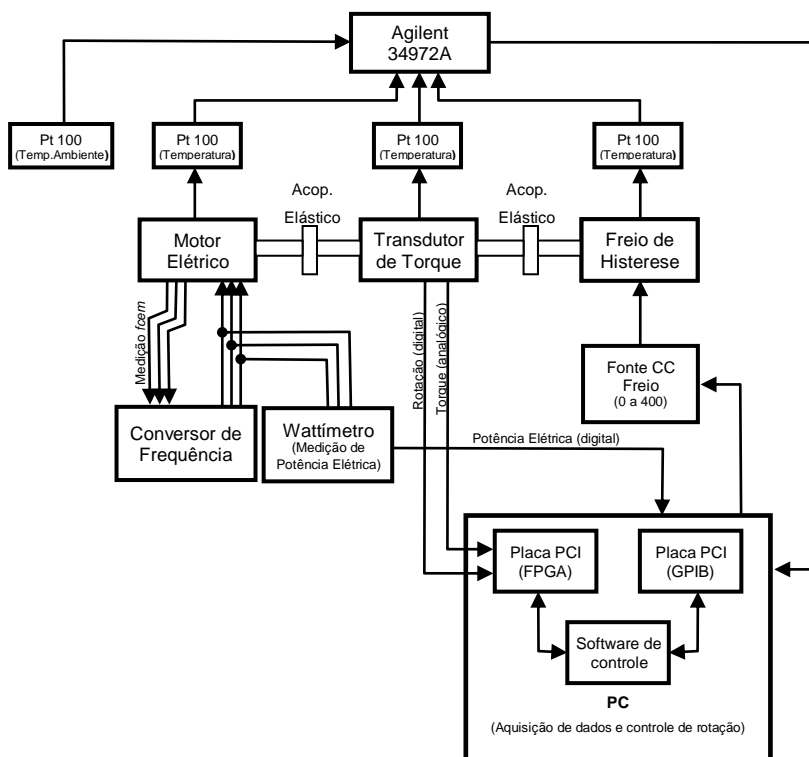 Agilent
34972A
Pt 100
(Temp.Ambiente)
Pt 100
(Temperatura)
Pt 100
(Temperatura)
Pt 100
(Temperatura)
Acop.
Elástico
Acop.
Elástico
Motor
Elétrico
Transdutor
de Torque
Freio de
Histerese
Medição fcem
Rotação (digital)
Torque (analógico)
Fonte CC
Freio
(0 a 400)
Conversor de
Frequência
Wattímetro
(Medição de
Potência Elétrica)
Potência Elétrica (digital)
Placa PCI
(FPGA)
Placa PCI
(GPIB)
Software de
controle
PC
(Aquisição de dados e controle de rotação)